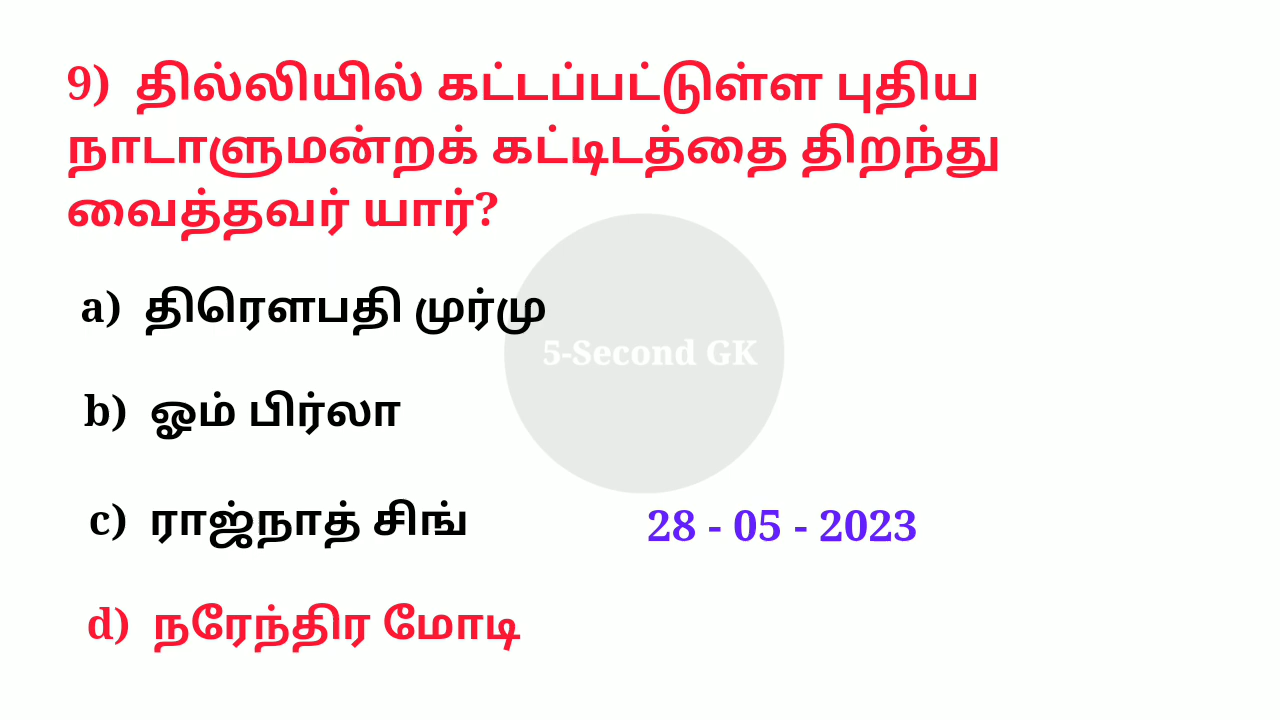 9) தில்லியில் கட்டப்பட்டுள்ள புதிய
நாடாளுமன்றக் கட்டிடத்தை திறந்து
வைத்தவர் யார்?
a) திரௌபதி முர்மு
5-Second GK
b) ஓம் பிர்லா
c) ராஜ்நாத் சிங்
28 - 05 - 2023
d) நரேந்திர மோடி